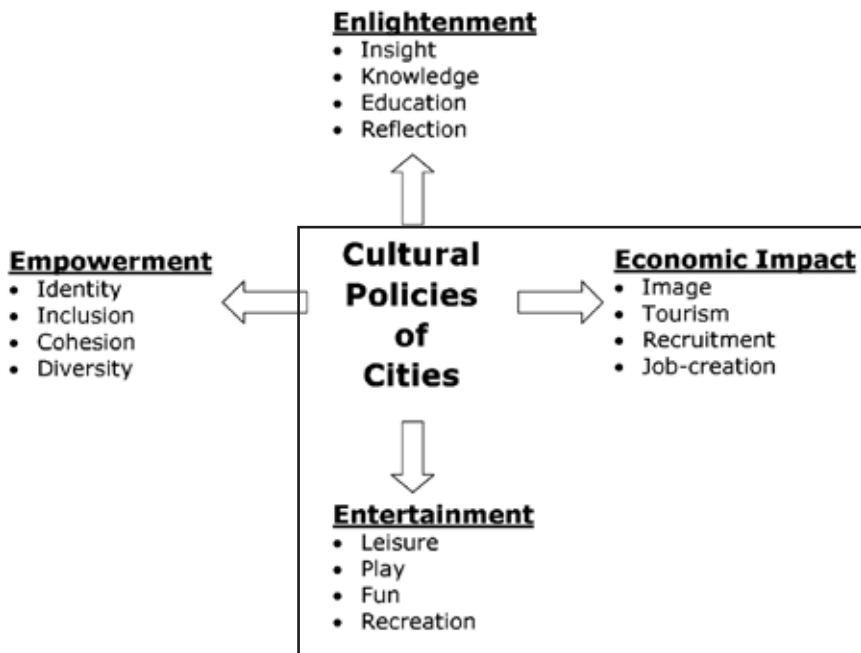 Enlightenment
• Insight
• Knowledge
• Education
• Reflection
Empowerment
• Identity
• Inclusion
• Cohesion
• Diversity
Cultural
Policies
of
Cities
Economic Impact
• Image
• Tourism
• Recruitment
• Job-creation
Entertainment
• Leisure
• Play
• Fun
• Recreation